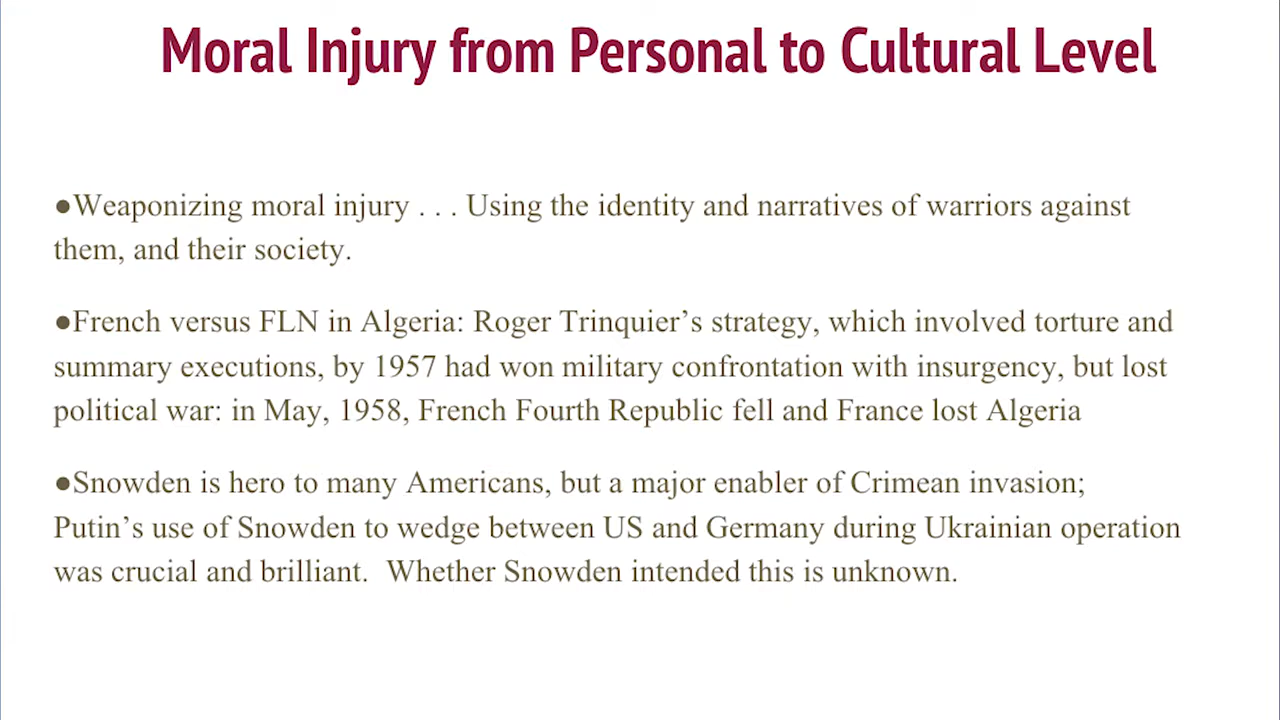 Moral Injury from Personal to Cultural Level
●Weaponizing moral injury . . . Using the identity and narratives of warriors against
them, and their society.
●French versus FLN in Algeria: Roger Trinquier’s strategy, which involved torture and
summary executions, by 1957 had won military confrontation with insurgency, but lost
political war: in May, 1958, French Fourth Republic fell and France lost Algeria
●Snowden is hero to many Americans, but a major enabler of Crimean invasion;
Putin’s use of Snowden to wedge between US and Germany during Ukrainian operation
was crucial and brilliant.  Whether Snowden intended this is unknown.